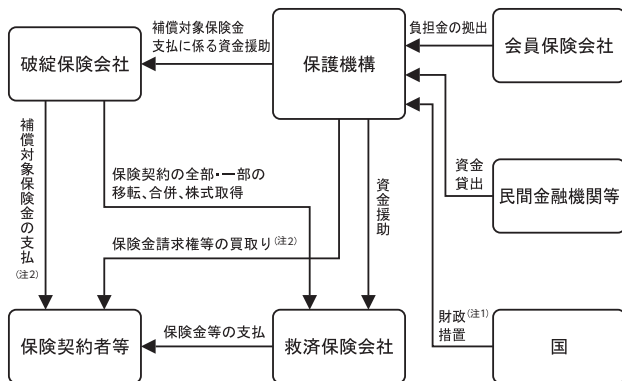 補償対象保険金
支払に係る資金援助
負担金の拠出
破綻保険会社
保護機構
会員保険会社
補償対象保険金の支払
(注2)
保険契約の全部・一部の
移転、合併、株式取得
資金援助
資金
貸出
民間金融機関等
保険金請求権等の買取り(注2)
財政(注1)
措置
保険契約者等
保険金等の支払
救済保険会社
国